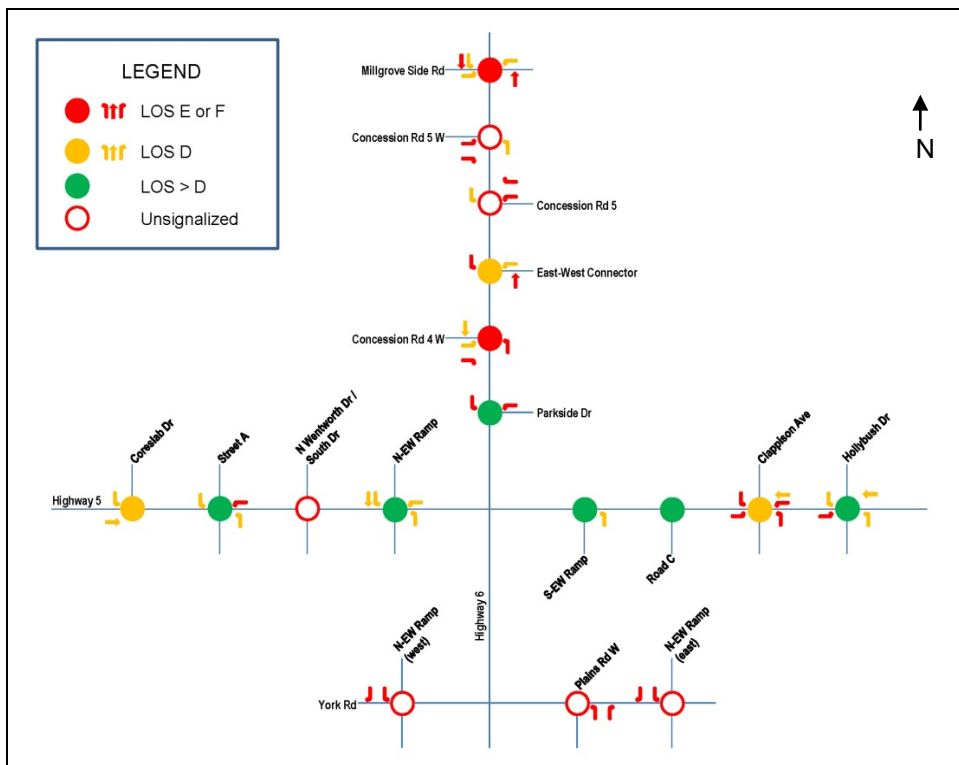 LEGEND
LOS E or F
LOS D
LOS > D
Unsignalized
N
Millgrove Side Rd
Concession Rd 5 W
Concession Rd 5
East-West Connector
Concession Rd 4 W
Parkside Dr
Coreslab Dr
Street A
N Wentworth Dr /
South Dr
N-EW Ramp
Clappison Ave
Hollybush Dr
Highway 5
S-EW Ramp
Road C
Highway 6
N-EW Ramp
(west)
Plains Rd W
N-EW Ramp
(east)
York Rd